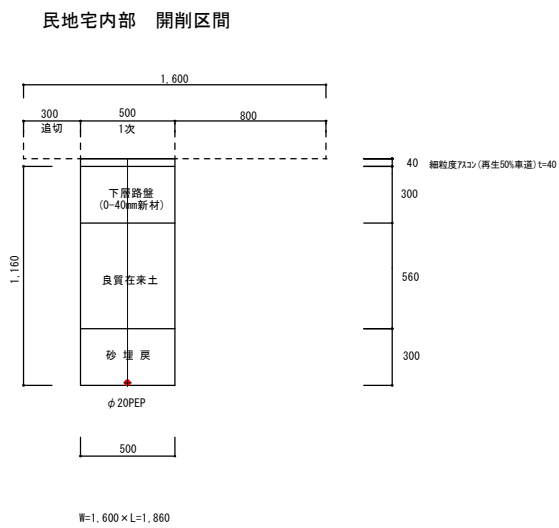 民地宅内部　開削区間
1,600
300
500
800
追切
1次
40
細粒度アスコン(再生50%車道)t=40
下層路盤
(0-40mm新材)
300
1,160
良質在来土
560
砂 埋 戻
300
φ20PEP
500
W=1,600×L=1,860